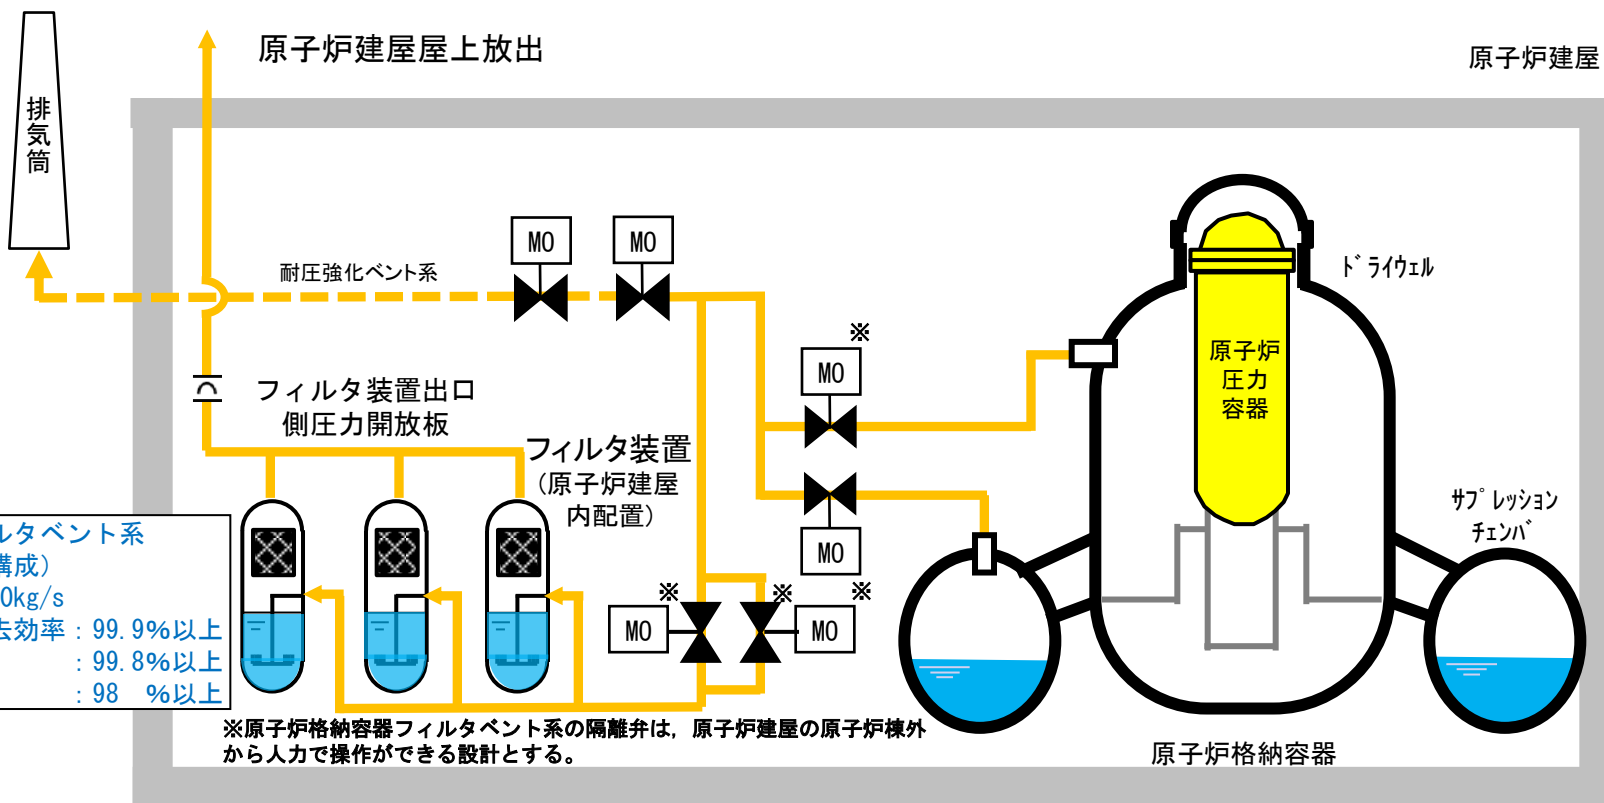 原子炉建屋屋上放出
原子炉建屋
排気筒
MO
MO
耐圧強化ベント系
ドライウェル
※
MO
原子炉
圧力
容器
フィルタ装置出口
側圧力開放板
フィルタ装置
（原子炉建屋
内配置）
サプレッション
チェンバ
MO
※
ルタベント系
構成）
0kg/s
去効率：99.9%以上
：99.8%以上
：98　%以上
※
MO
※
MO
※原子炉格納容器フィルタベント系の隔離弁は，原子炉建屋の原子炉棟外
から人力で操作ができる設計とする。
原子炉格納容器